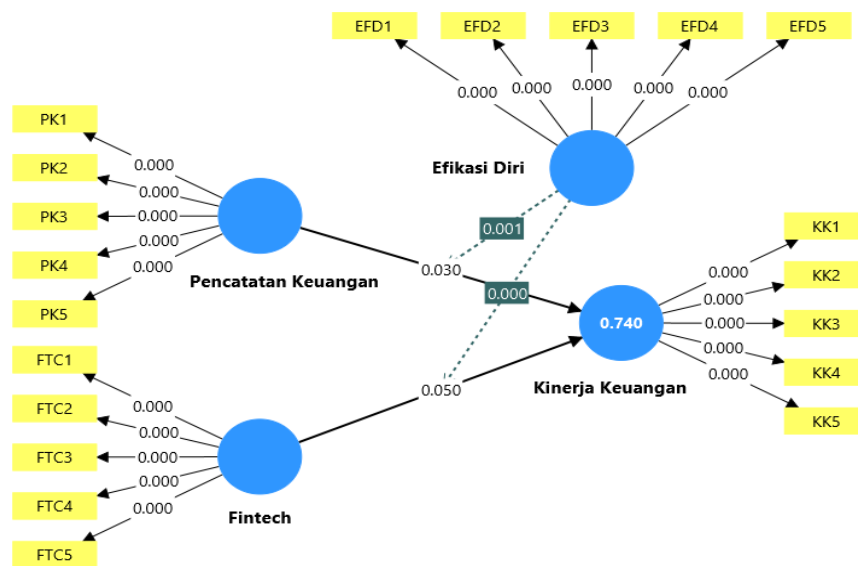 EFD1
EFD2
EFD3
EFD4
EFD5
0.000
0.000
0.000
0.000
0.000
Efikasi Diri
PK1
PK2
PK3
PK4
PK5
0.000
0.000
0.000
0.000
0.000
Pencatatan Keuangan
0.001
0.030
0.000
0.050
KK1
KK2
KK3
KK4
KK5
0.000
0.000
0.000
0.000
0.000
0.740
Kinerja Keuangan
FTC1
FTC2
FTC3
FTC4
FTC5
0.000
0.000
0.000
0.000
0.000
Fintech